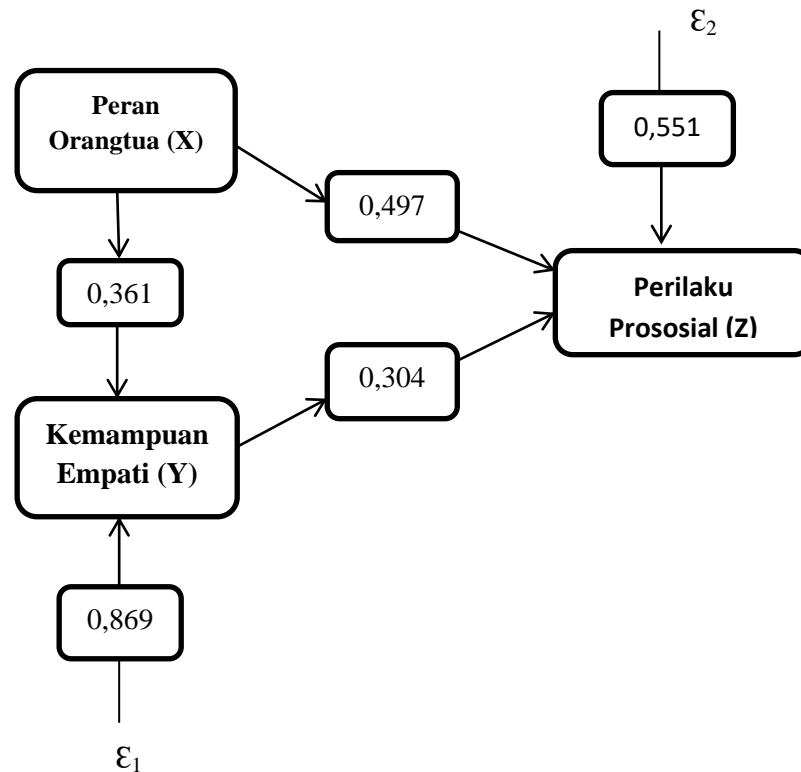 ε2
Peran
Orangtua (X)
0,551
0,497
0,361
Perilaku
Prososial (Z)
0,304
Kemampuan
Empati (Y)
0,869
ε1